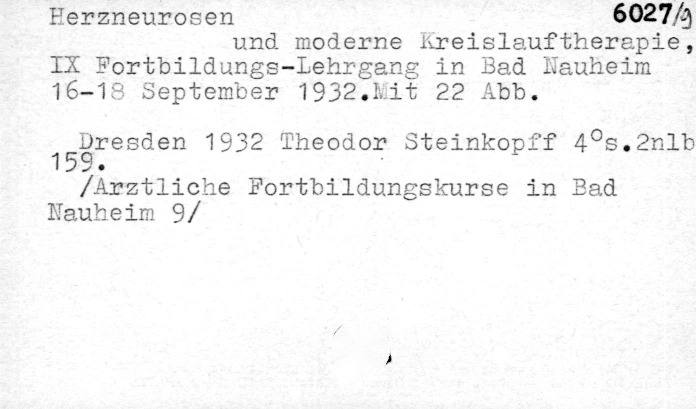 Herzneurosen 6027/9
und moderne Kreislauftherapie,
IX Fortbildungs-Lehrgang in Bad Nauheim
16-18 September 1932.Mit 22 Abb.
Dresden 1932 Theodor Steinkopff 4°s.2nlb
159.
/Arztliche Fortbildungskurse in Bad
Nauheim 9/